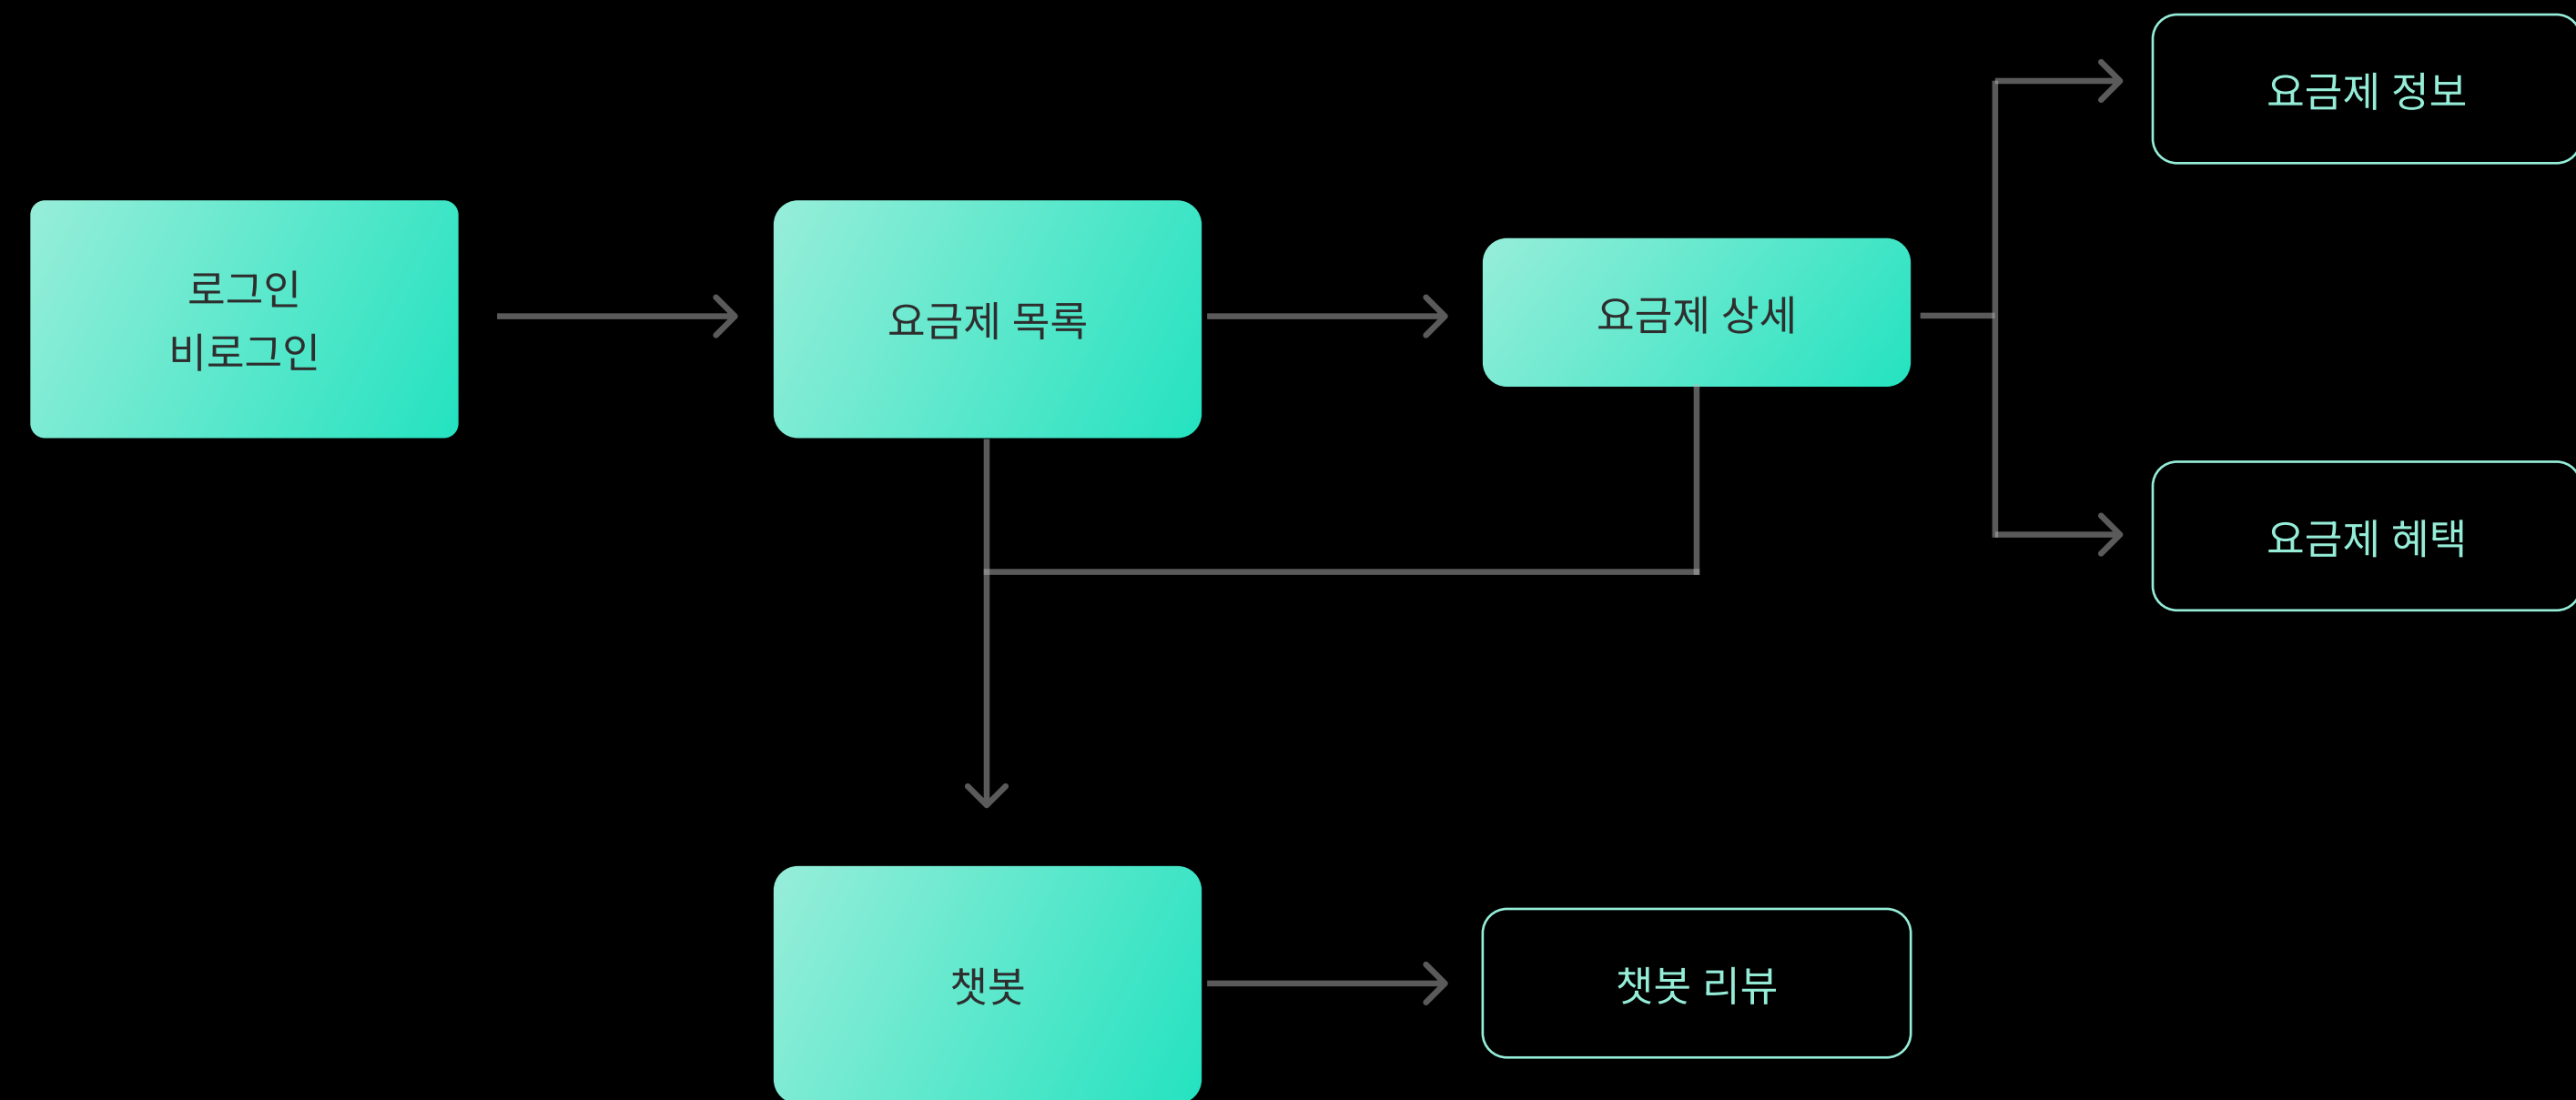 로그인
비로그인
요금제 목록
요금제 상세
요금제 정보
요금제 혜택
챗봇
챗봇 리뷰